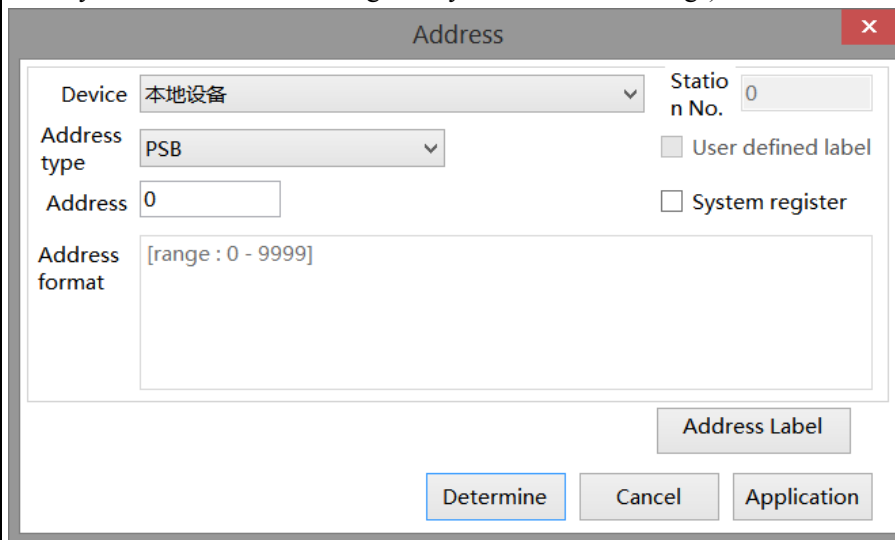 Address
Device 本地设备 Statio
n No. 0
Address
type PSB User defined label
Address 0 System register
Address
format [range : 0 - 9999]
Address Label
Determine Cancel Application